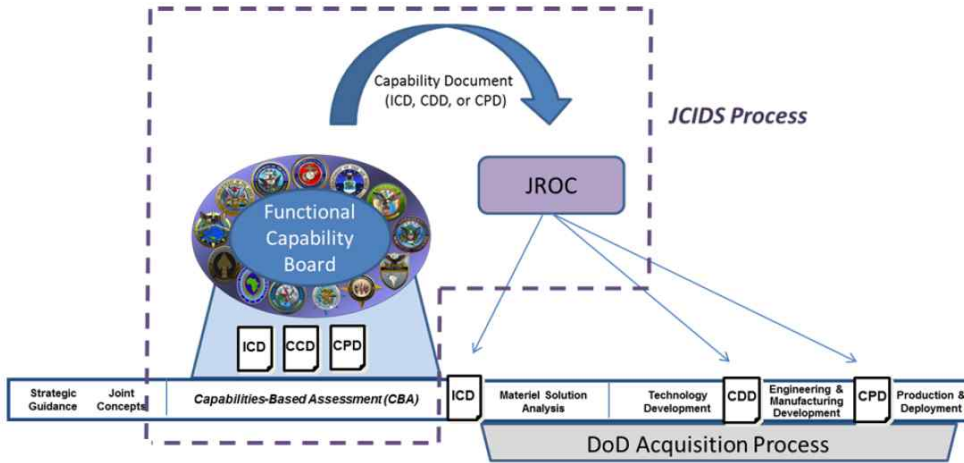 Capability Document
(ICD, CDD, or CPD)
JCIDS Process
JROC
Functional
Capability
Board
ICD
CCD
CPD
Strategic
Guidance
Joint
Concepts
Capabilities-Based Assessment (CBA)
ICD
Materiel Solution
Analysis
Technology
Development
CDD
Engineering &
Manufacturing
Development
CPD
Production &
Deployment
DoD Acquisition Process